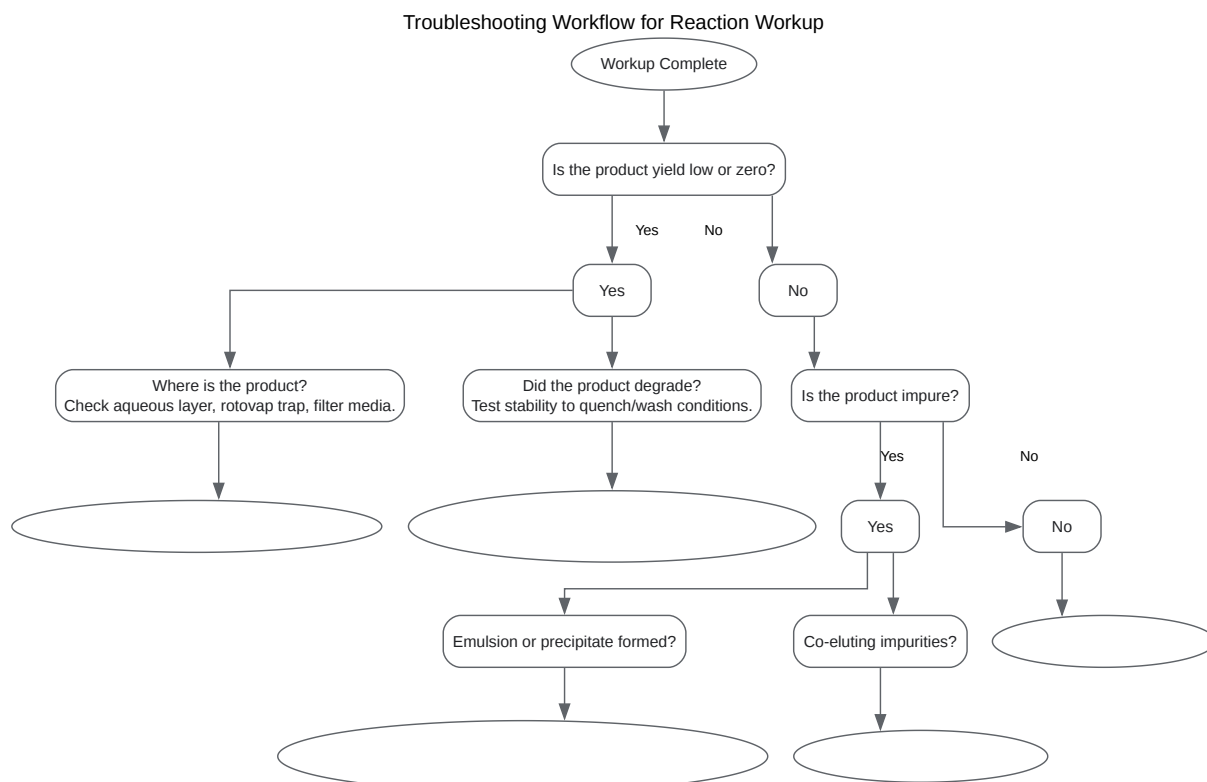 Troubleshooting Workflow for Reaction Workup
Workup Complete
Is the product yield low or zero?
Yes
No
Yes
No
Where is the product?
Check aqueous layer, rotovap trap, filter media.
Did the product degrade?
Test stability to quench/wash conditions.
Is the product impure?
Yes
No
Yes
No
Emulsion or precipitate formed?
Co-eluting impurities?